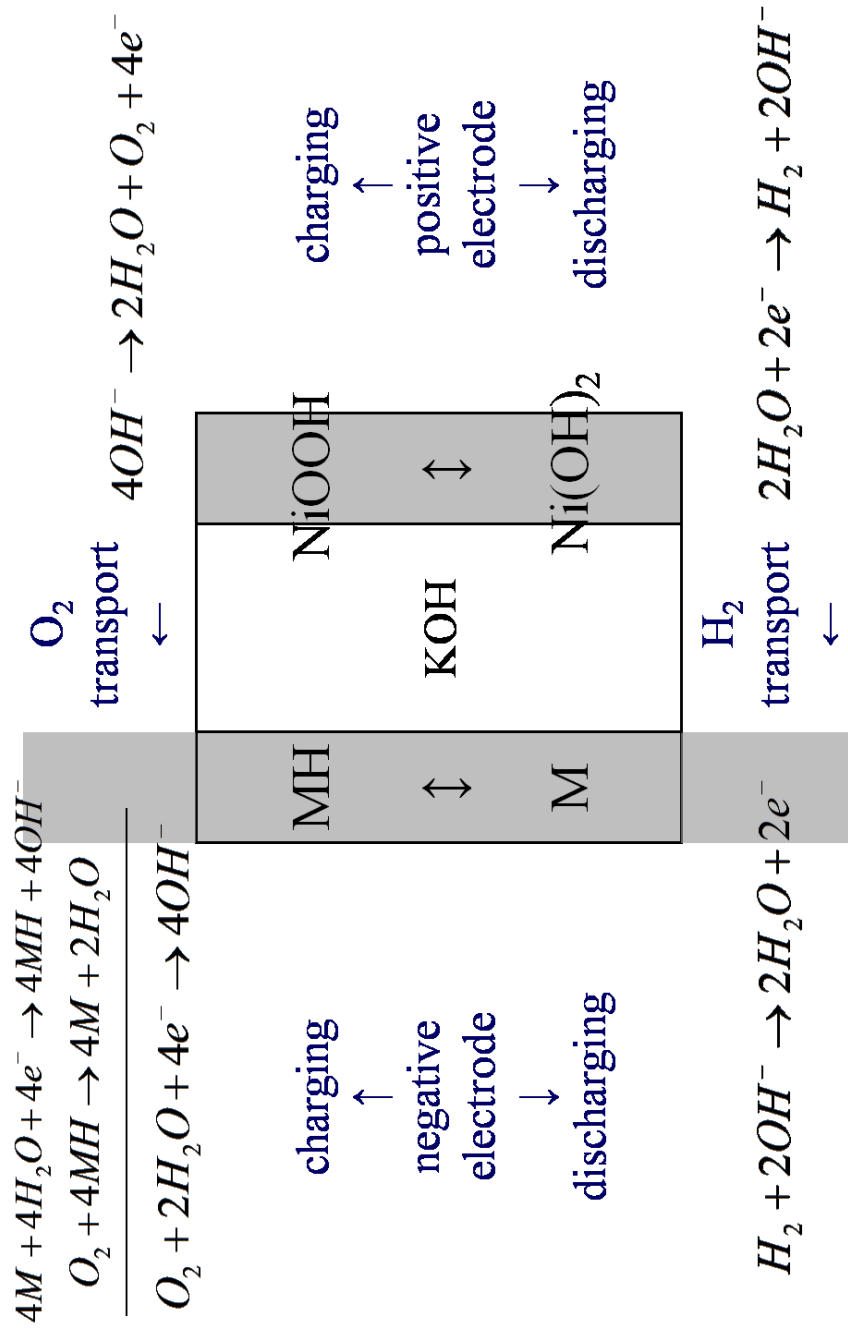 4M + 4H₂O + 4e⁻ → 4MH + 4OH⁻
O₂ + 4MH → 4M + 2H₂O
O₂ + 2H₂O + 4e⁻ → 4OH⁻
O₂
transport
←
4OH⁻ → 2H₂O + O₂ + 4e⁻
charging
↑
negative
electrode
↓
discharging
MH
↕
M
KOH
NiOOH
↕
Ni(OH)₂
charging
↑
positive
electrode
↓
discharging
H₂ + 2OH⁻ → 2H₂O + 2e⁻
H₂
transport
←
2H₂O + 2e⁻ → H₂ + 2OH⁻